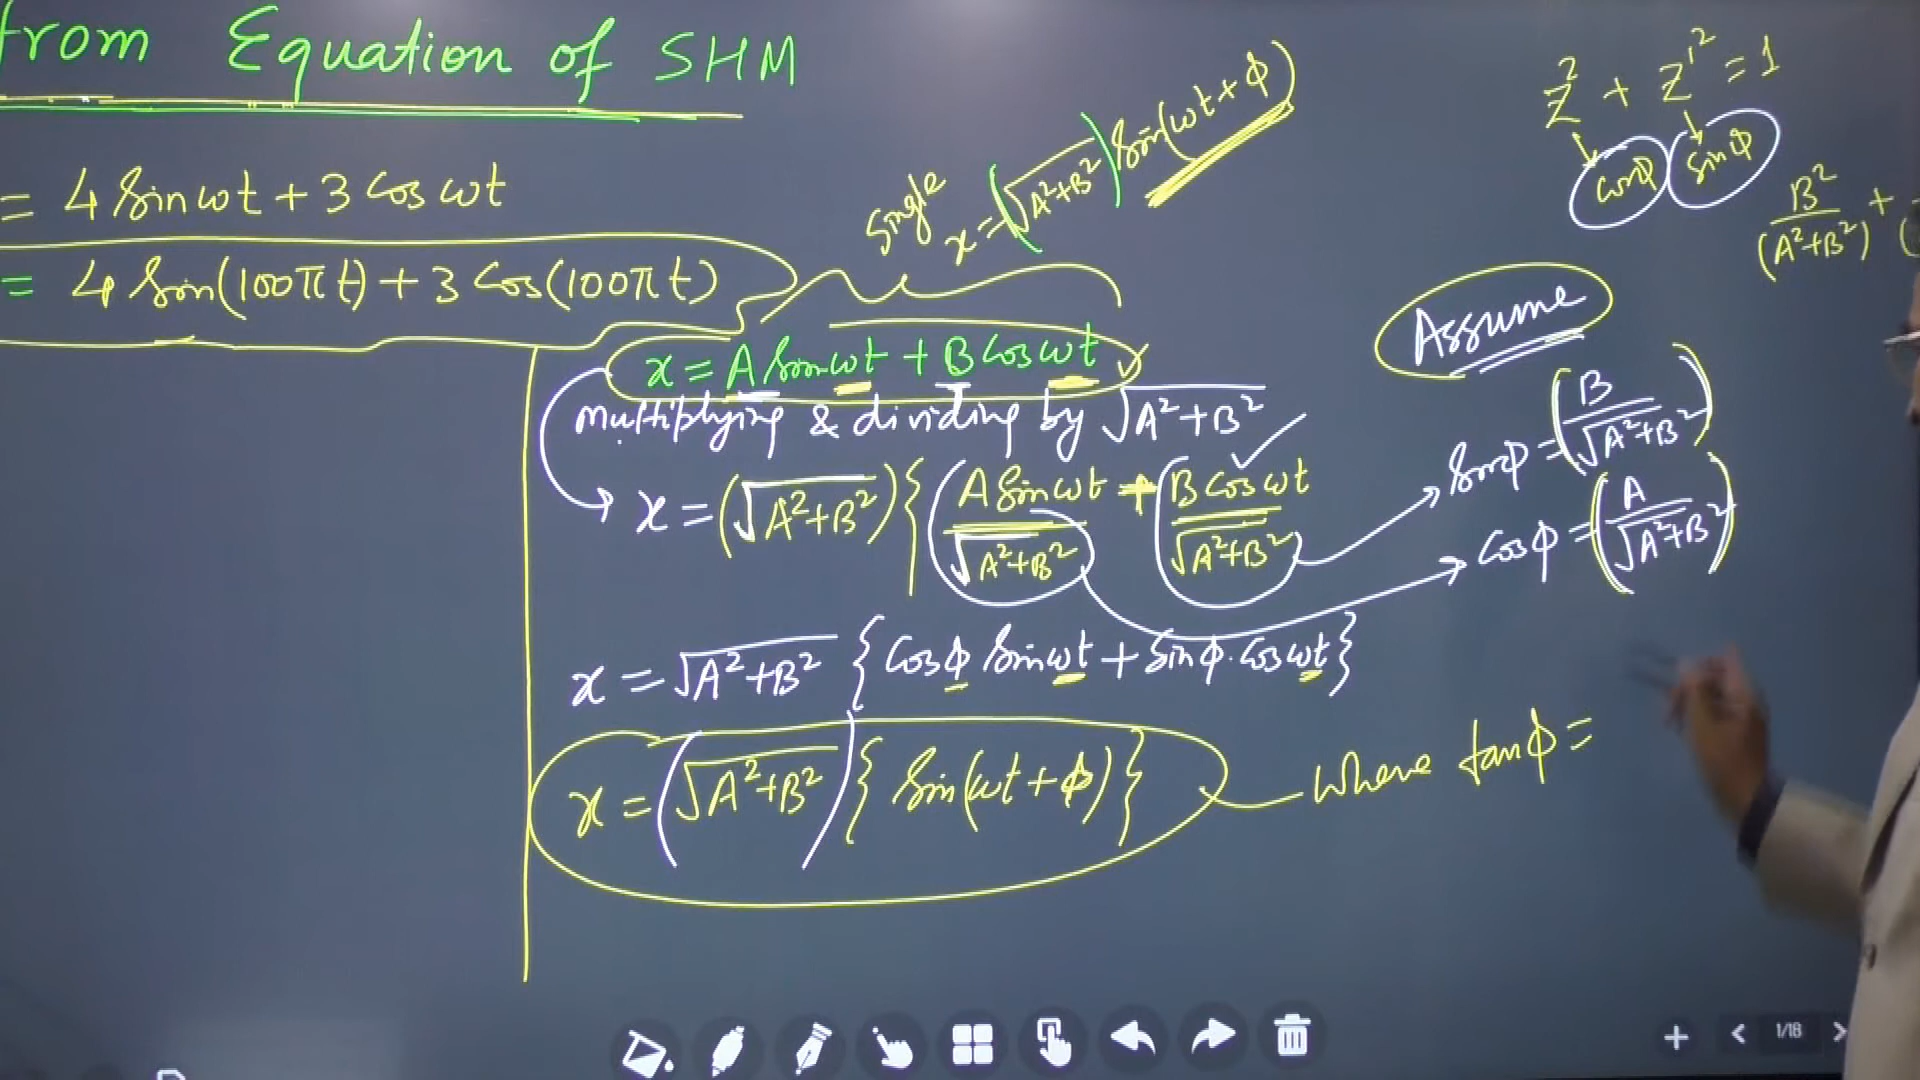 from Equation of SHM
= 4 Sin ωt + 3 Cos ωt
= 4 Sin(100πt) + 3 Cos(100πt)
Single
x = (√A²+B²) Sin(ωt + ϕ)
x = A Sin ωt + B Cos ωt
Multiplying & dividing by √A²+B²
x = (√A²+B²) { A Sin ωt / √A²+B² + B Cos ωt / √A²+B²
x = √A²+B² { Cos ϕ Sin ωt + Sin ϕ · Cos ωt }
x = (√A²+B²) { Sin(ωt + ϕ) }
where tan ϕ =
Z² + Z'² = 1
Cos ϕ Sin ϕ
B² / (A²+B²) +
Assume
Sin ϕ = (B / √A²+B²)
Cos ϕ = (A / √A²+B²)
1/18